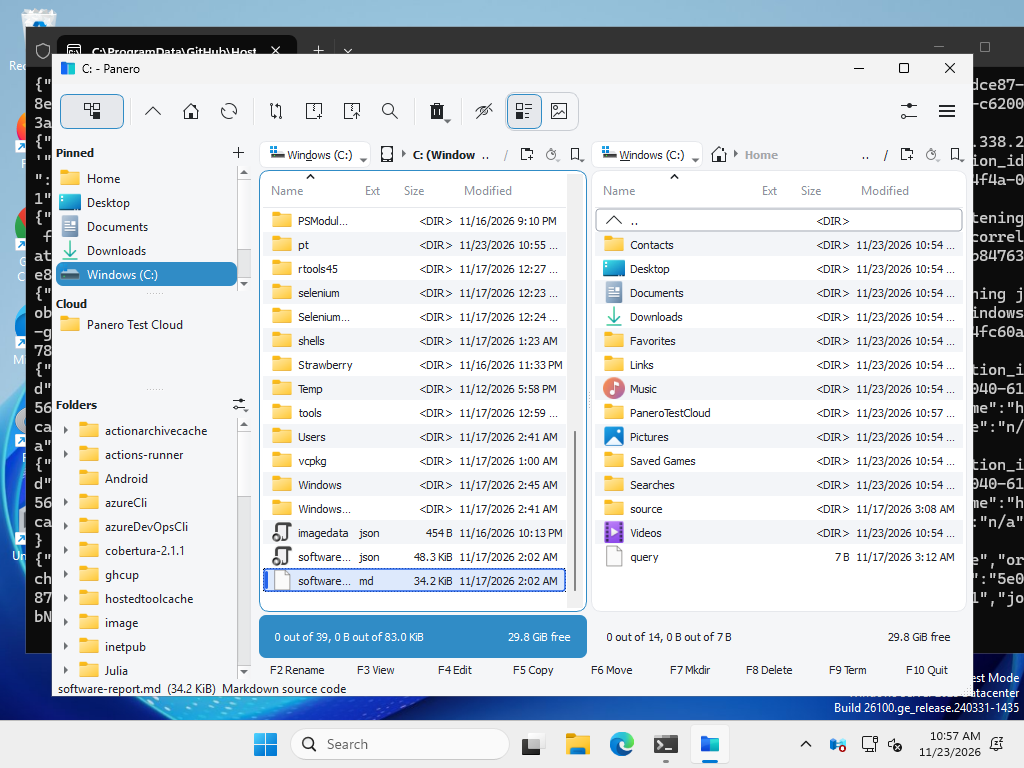 C:\ProgramData\GitHub\Host
C: - Panero
Pinned
Home
Desktop
Documents
Downloads
Windows (C:)
Cloud
Panero Test Cloud
Folders
actionarchivecache
actions-runner
Android
azureCli
azureDevOpsCli
cobertura-2.1.1
ghcup
hostedtoolcache
image
inetpub
Julia
Windows (C:) C: (Window .. /
Name Ext Size Modified
PSModul... <DIR> 11/16/2026 9:10 PM
pt <DIR> 11/23/2026 10:55 ...
rtools45 <DIR> 11/17/2026 12:27 ...
selenium <DIR> 11/17/2026 12:23 ...
Selenium... <DIR> 11/17/2026 12:24 ...
shells <DIR> 11/17/2026 1:23 AM
Strawberry <DIR> 11/16/2026 11:33 PM
Temp <DIR> 11/12/2026 5:58 PM
tools <DIR> 11/17/2026 12:59 ...
Users <DIR> 11/17/2026 2:41 AM
vcpkg <DIR> 11/17/2026 1:00 AM
Windows <DIR> 11/17/2026 2:45 AM
Windows... <DIR> 11/17/2026 2:41 AM
imagedata json 454 B 11/16/2026 10:13 PM
software... json 48.3 KiB 11/17/2026 2:02 AM
software... md 34.2 KiB 11/17/2026 2:02 AM
0 out of 39, 0 B out of 83.0 KiB 29.8 GiB free
Windows (C:) Home .. /
Name Ext Size Modified
.. <DIR>
Contacts <DIR> 11/23/2026 10:54 ...
Desktop <DIR> 11/23/2026 10:54 ...
Documents <DIR> 11/23/2026 10:54 ...
Downloads <DIR> 11/23/2026 10:54 ...
Favorites <DIR> 11/23/2026 10:54 ...
Links <DIR> 11/23/2026 10:54 ...
Music <DIR> 11/23/2026 10:54 ...
PaneroTestCloud <DIR> 11/23/2026 10:57 ...
Pictures <DIR> 11/23/2026 10:54 ...
Saved Games <DIR> 11/23/2026 10:54 ...
Searches <DIR> 11/23/2026 10:54 ...
source <DIR> 11/17/2026 3:08 AM
Videos <DIR> 11/23/2026 10:54 ...
query 7 B 11/17/2026 3:12 AM
0 out of 14, 0 B out of 7 B 29.8 GiB free
F2 Rename F3 View F4 Edit F5 Copy F6 Move F7 Mkdir F8 Delete F9 Term F10 Quit
software-report.md (34.2 KiB) Markdown source code
Build 26100.ge_release.240331-1435
Search
10:57 AM
11/23/2026